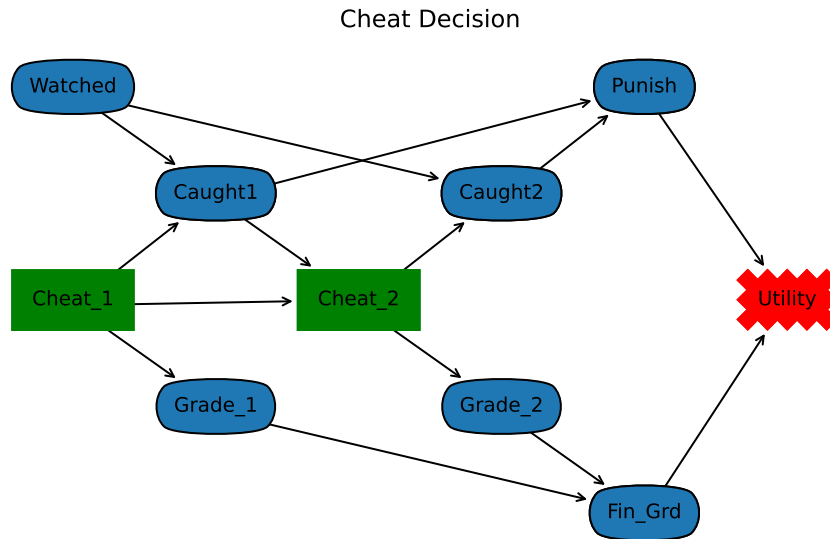 Cheat Decision
Watched
Punish
Caught1
Caught2
Cheat_1
Cheat_2
Utility
Grade_1
Grade_2
Fin_Grd